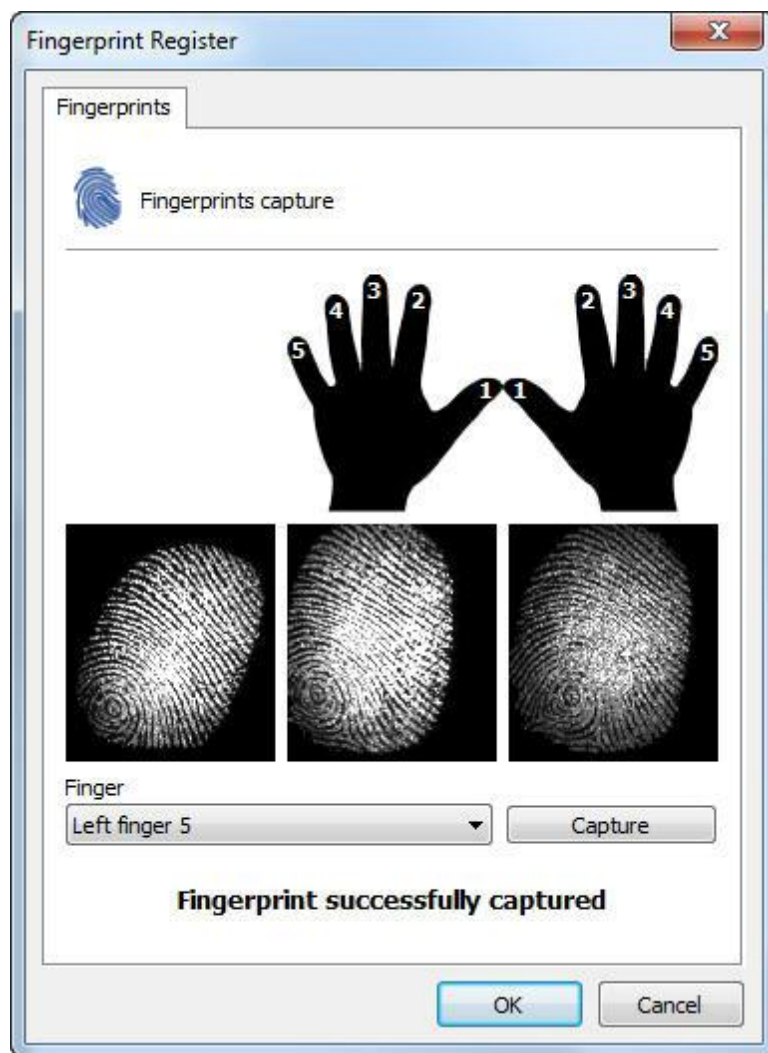 Fingerprint Register
Fingerprints
Fingerprints capture
5 4 3 2 1 1 2 3 4 5
Finger
Left finger 5
Capture
Fingerprint successfully captured
OK
Cancel